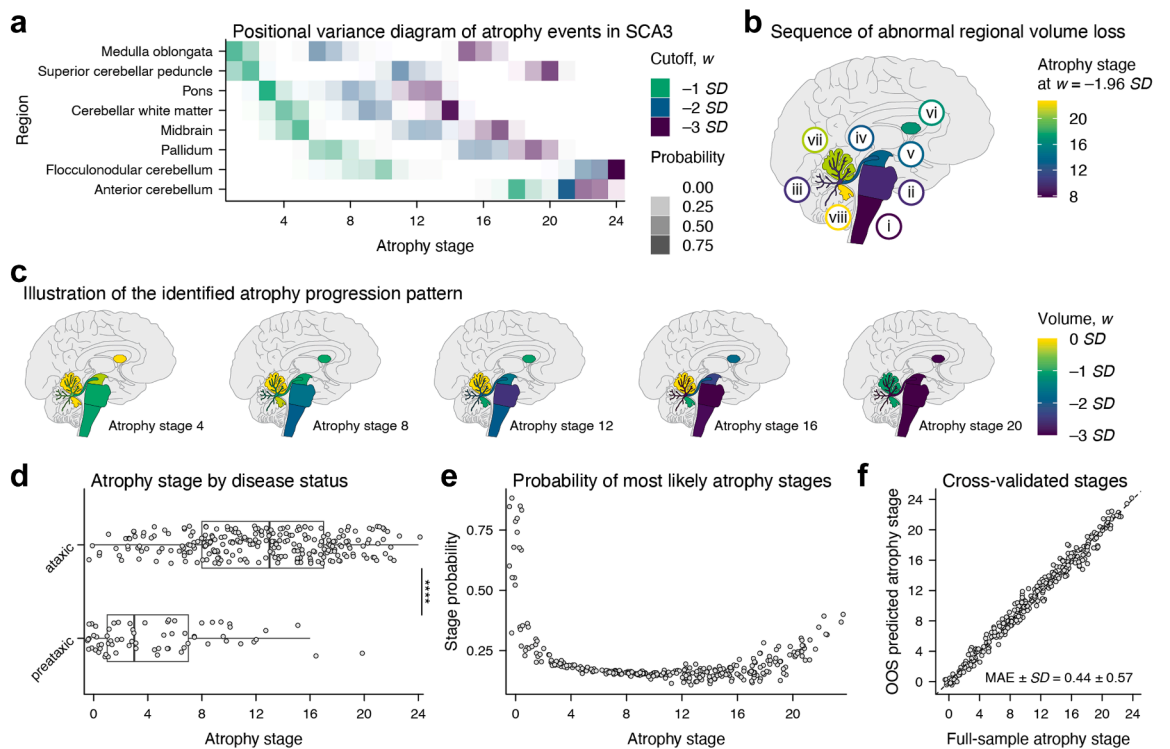 a
Positional variance diagram of atrophy events in SCA3
Region
Medulla oblongata
Superior cerebellar peduncle
Pons
Cerebellar white matter
Midbrain
Pallidum
Flocculonodular cerebellum
Anterior cerebellum
4 8 12 16 20 24
Atrophy stage
Cutoff, w
−1 SD
−2 SD
−3 SD
Probability
0.00
0.25
0.50
0.75
b
Sequence of abnormal regional volume loss
vi
vii
iv
v
iii
ii
viii
i
Atrophy stage
at w = −1.96 SD
20
16
12
8
c
Illustration of the identified atrophy progression pattern
Atrophy stage 4
Atrophy stage 8
Atrophy stage 12
Atrophy stage 16
Atrophy stage 20
Volume, w
0 SD
−1 SD
−2 SD
−3 SD
d
Atrophy stage by disease status
ataxic
preataxic
****
0 4 8 12 16 20 24
Atrophy stage
e
Probability of most likely atrophy stages
Stage probability
0.75
0.50
0.25
0 4 8 12 16 20
Atrophy stage
f
Cross-validated stages
OOS predicted atrophy stage
24
20
16
12
8
4
0
MAE ± SD = 0.44 ± 0.57
0 4 8 12 16 20 24
Full-sample atrophy stage